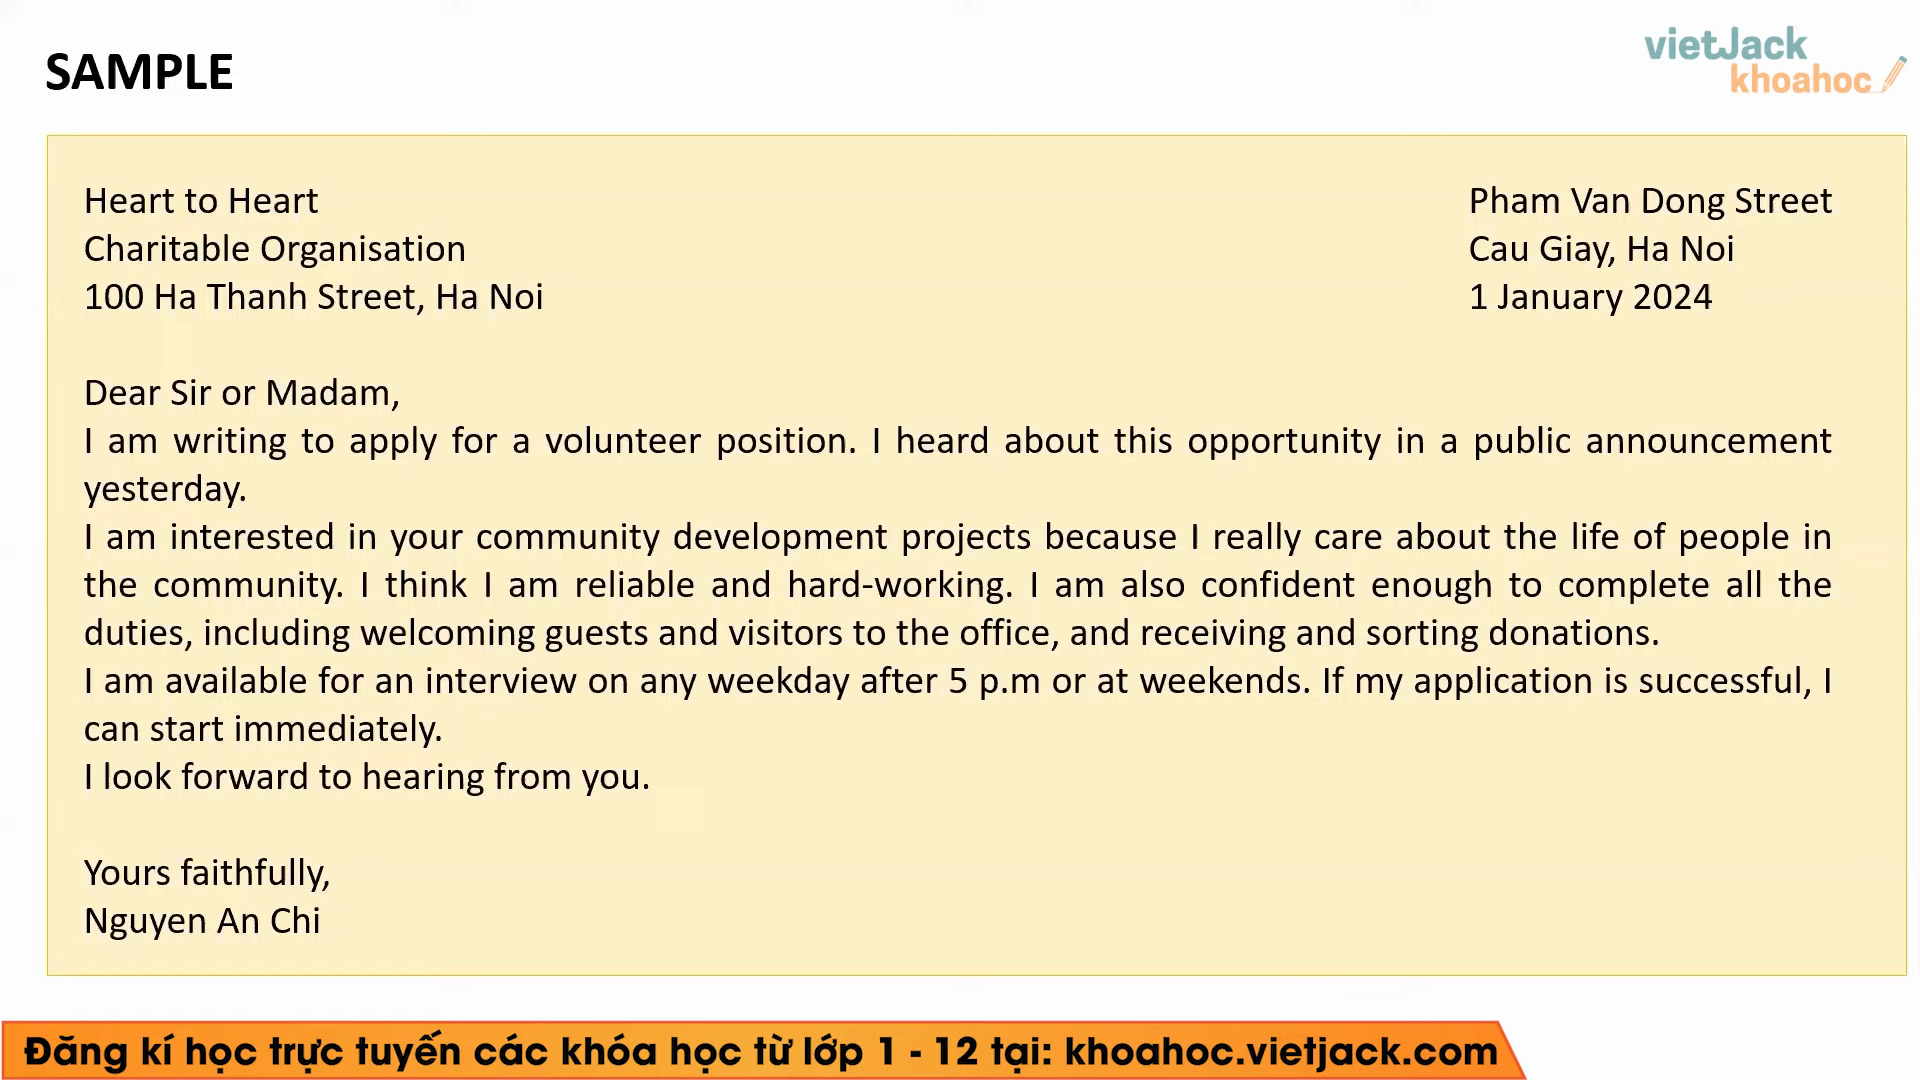 SAMPLE
vietJack
khoahoc
Heart to Heart
Charitable Organisation
100 Ha Thanh Street, Ha Noi
Pham Van Dong Street
Cau Giay, Ha Noi
1 January 2024
Dear Sir or Madam,
I am writing to apply for a volunteer position. I heard about this opportunity in a public announcement
yesterday.
I am interested in your community development projects because I really care about the life of people in
the community. I think I am reliable and hard-working. I am also confident enough to complete all the
duties, including welcoming guests and visitors to the office, and receiving and sorting donations.
I am available for an interview on any weekday after 5 p.m or at weekends. If my application is successful, I
can start immediately.
I look forward to hearing from you.
Yours faithfully,
Nguyen An Chi
Đăng kí học trực tuyến các khóa học từ lớp 1 - 12 tại: khoahoc.vietjack.com